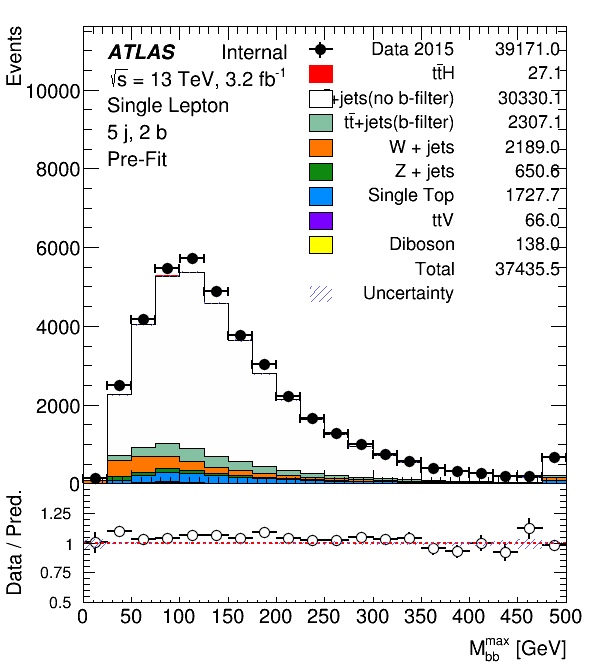 Events
ATLAS Internal
√s = 13 TeV, 3.2 fb⁻¹
Single Lepton
5 j, 2 b
Pre-Fit
Data 2015 39171.0
tt̄H 27.1
+jets(no b-filter) 30330.1
tt̄+jets(b-filter) 2307.1
W + jets 2189.0
Z + jets 650.6
Single Top 1727.7
ttV 66.0
Diboson 138.0
Total 37435.5
Uncertainty
10000
8000
6000
4000
2000
0
Data / Pred.
1.25
1
0.75
0.5
0 50 100 150 200 250 300 350 400 450 500
M_bb^max [GeV]